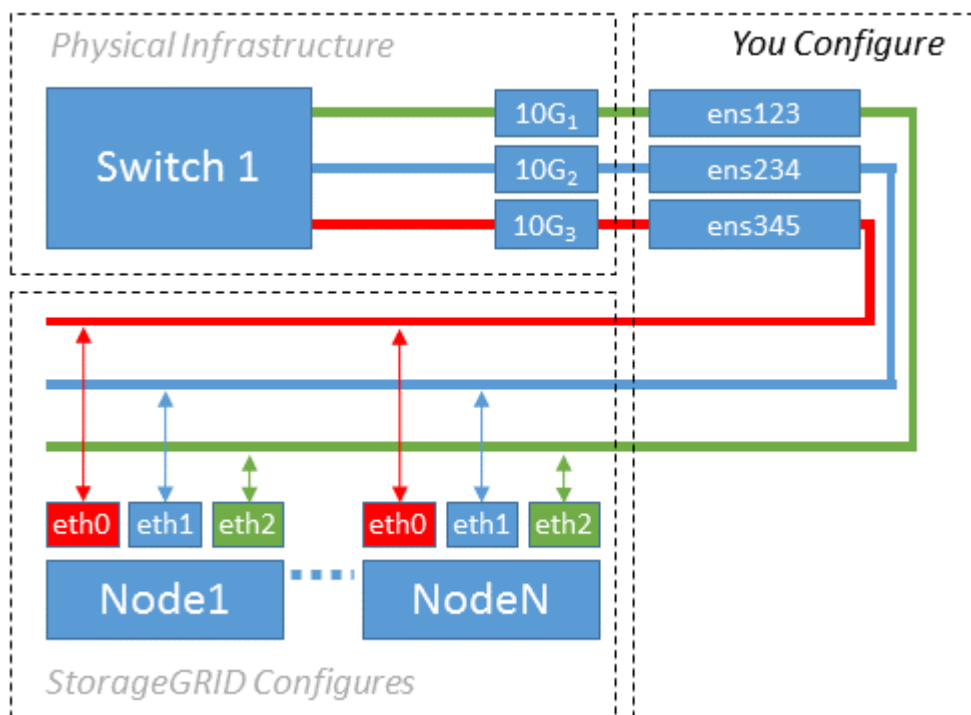 Physical Infrastructure
You Configure
Switch 1
10G₁
ens123
10G₂
ens234
10G₃
ens345
eth0
eth1
eth2
eth0
eth1
eth2
Node1
NodeN
StorageGRID Configures